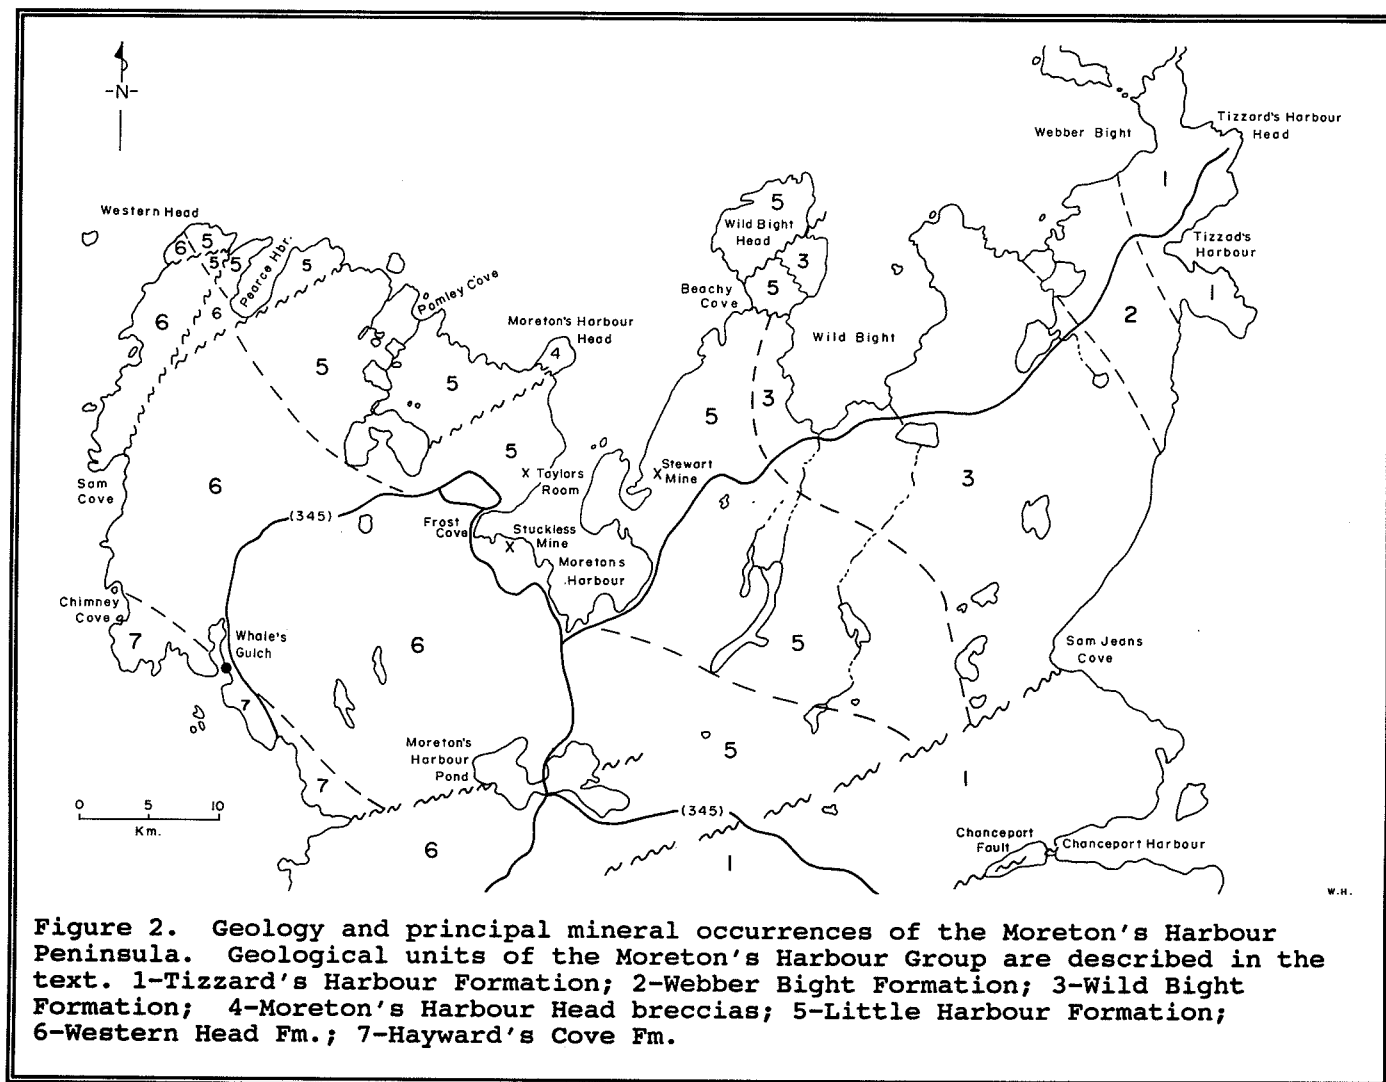 -N-
Webber Bight
Tizzard's Harbour
Head
1
Western Head
5
Wild Bight
Head
6
5
5
5
Pearce Hbr.
5
3
Tizzad's
Harbour
5
Beachy
Cove
Pomley Cove
1
6
6
2
Moreton's Harbour
Head
Wild Bight
4
5
5
3
5
5
Sam
Cove
6
X Taylors
Room
X Stewart
Mine
3
(345)
Frost
Cove
Stuckless
Mine
X
Moreton's
Harbour
Chimney
Cove
7
Whale's
Gulch
6
5
Sam Jeans
Cove
7
Moreton's
Harbour
Pond
5
7
1
0 5 10
Km.
(345)
6
1
Chanceport
Fault
Chanceport Harbour
W.H.
Figure 2. Geology and principal mineral occurrences of the Moreton's Harbour
Peninsula. Geological units of the Moreton's Harbour Group are described in the
text. 1-Tizzard's Harbour Formation; 2-Webber Bight Formation; 3-Wild Bight
Formation; 4-Moreton's Harbour Head breccias; 5-Little Harbour Formation;
6-Western Head Fm.; 7-Hayward's Cove Fm.